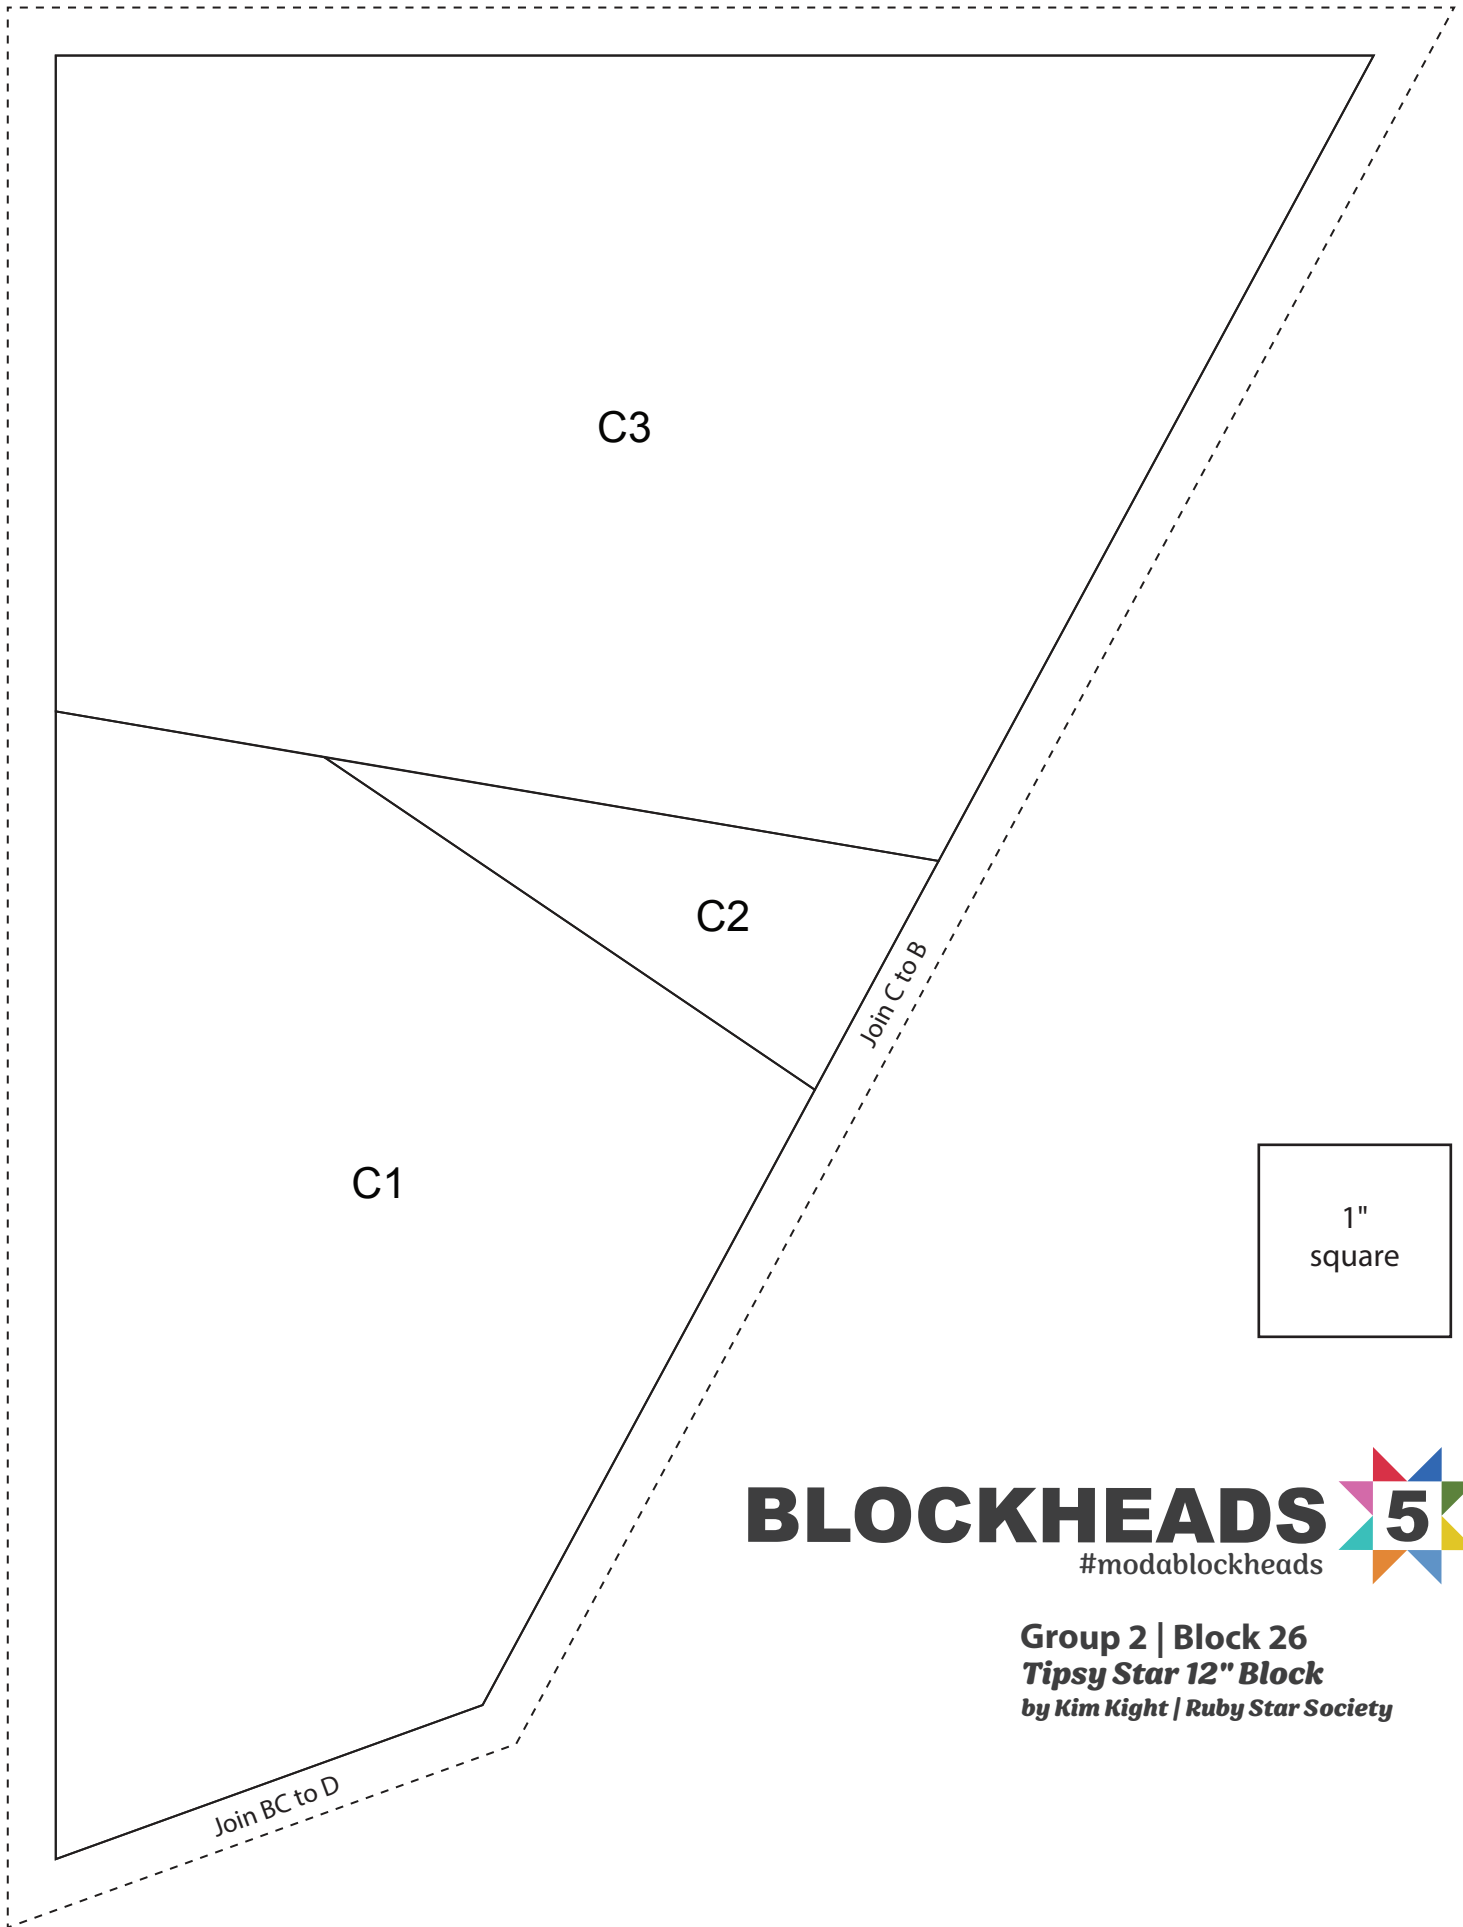 C3
C2
Join C to B
C1
1"
square
BLOCKHEADS 5
#modablockheads
Group 2 | Block 26
Tipsy Star 12" Block
by Kim Kight / Ruby Star Society
Join BC to D